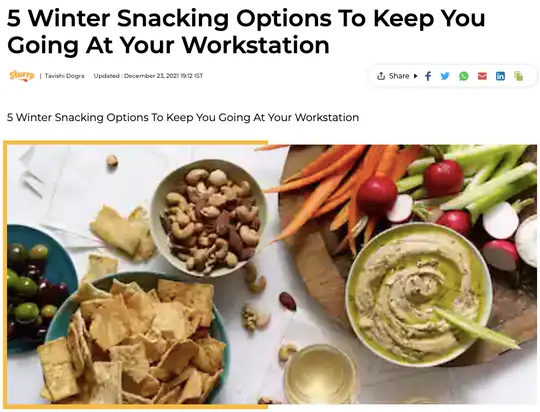 5 Winter Snacking Options To Keep You
Going At Your Workstation
Slurrp | Tavishi Dogra Updated : December 23, 2021 19:12 IST
Share
5 Winter Snacking Options To Keep You Going At Your Workstation